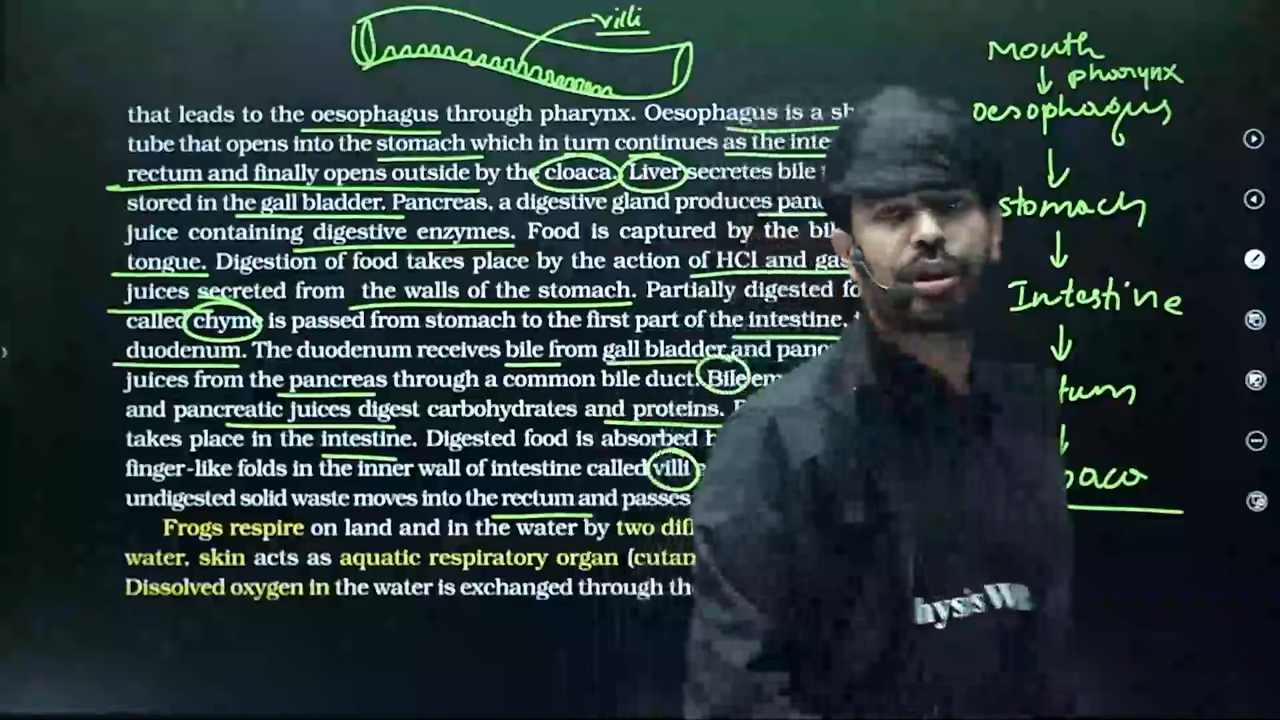 villi
that leads to the oesophagus through pharynx. Oesophagus is a sh
tube that opens into the stomach which in turn continues as the inte
rectum and finally opens outside by the cloaca. Liver secretes bile
stored in the gall bladder. Pancreas, a digestive gland produces panc
juice containing digestive enzymes. Food is captured by the bil
tongue. Digestion of food takes place by the action of HCl and gas
juices secreted from the walls of the stomach. Partially digested fo
called chyme is passed from stomach to the first part of the intestine,
duodenum. The duodenum receives bile from gall bladder and panc
juices from the pancreas through a common bile duct. Bile em
and pancreatic juices digest carbohydrates and proteins.
takes place in the intestine. Digested food is absorbed b
finger-like folds in the inner wall of intestine called villi
undigested solid waste moves into the rectum and passes
Frogs respire on land and in the water by two diff
water, skin acts as aquatic respiratory organ (cutan
Dissolved oxygen in the water is exchanged through th
Mouth
pharynx
Oesophagus
stomach
Intestine
tum
aca
hysicsW